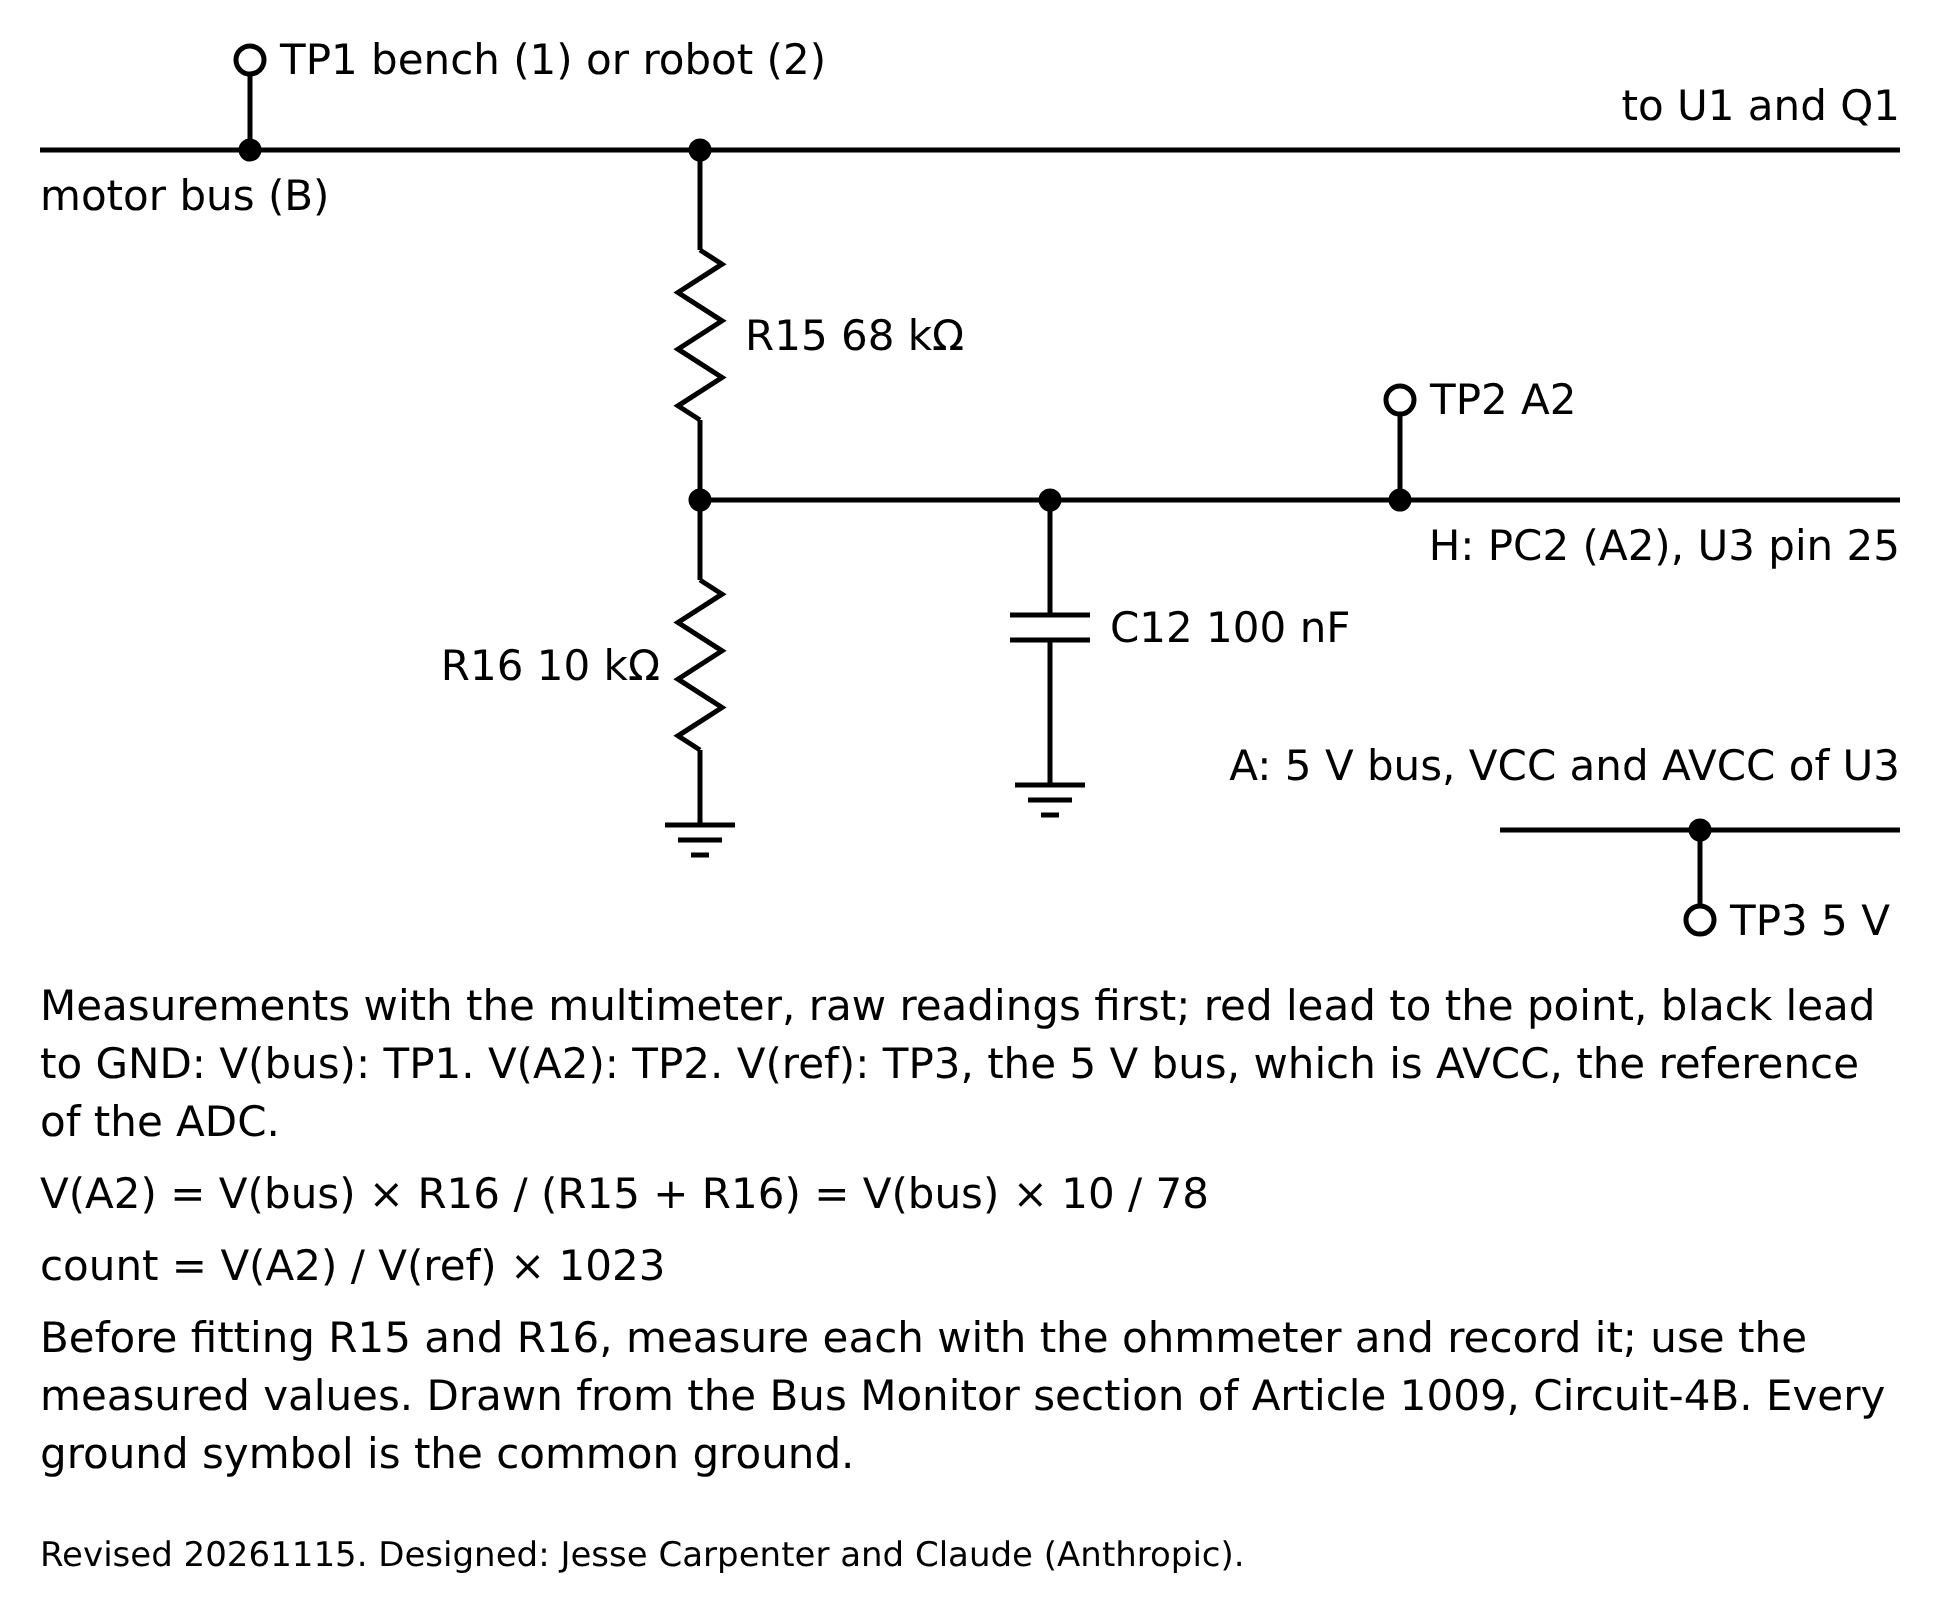 TP1 bench (1) or robot (2)
to U1 and Q1
motor bus (B)
R15 68 kΩ
TP2 A2
H: PC2 (A2), U3 pin 25
C12 100 nF
R16 10 kΩ
A: 5 V bus, VCC and AVCC of U3
TP3 5 V
Measurements with the multimeter, raw readings first; red lead to the point, black lead
to GND: V(bus): TP1. V(A2): TP2. V(ref): TP3, the 5 V bus, which is AVCC, the reference
of the ADC.
V(A2) = V(bus) × R16 / (R15 + R16) = V(bus) × 10 / 78
count = V(A2) / V(ref) × 1023
Before fitting R15 and R16, measure each with the ohmmeter and record it; use the
measured values. Drawn from the Bus Monitor section of Article 1009, Circuit-4B. Every
ground symbol is the common ground.
Revised 20261115. Designed: Jesse Carpenter and Claude (Anthropic).